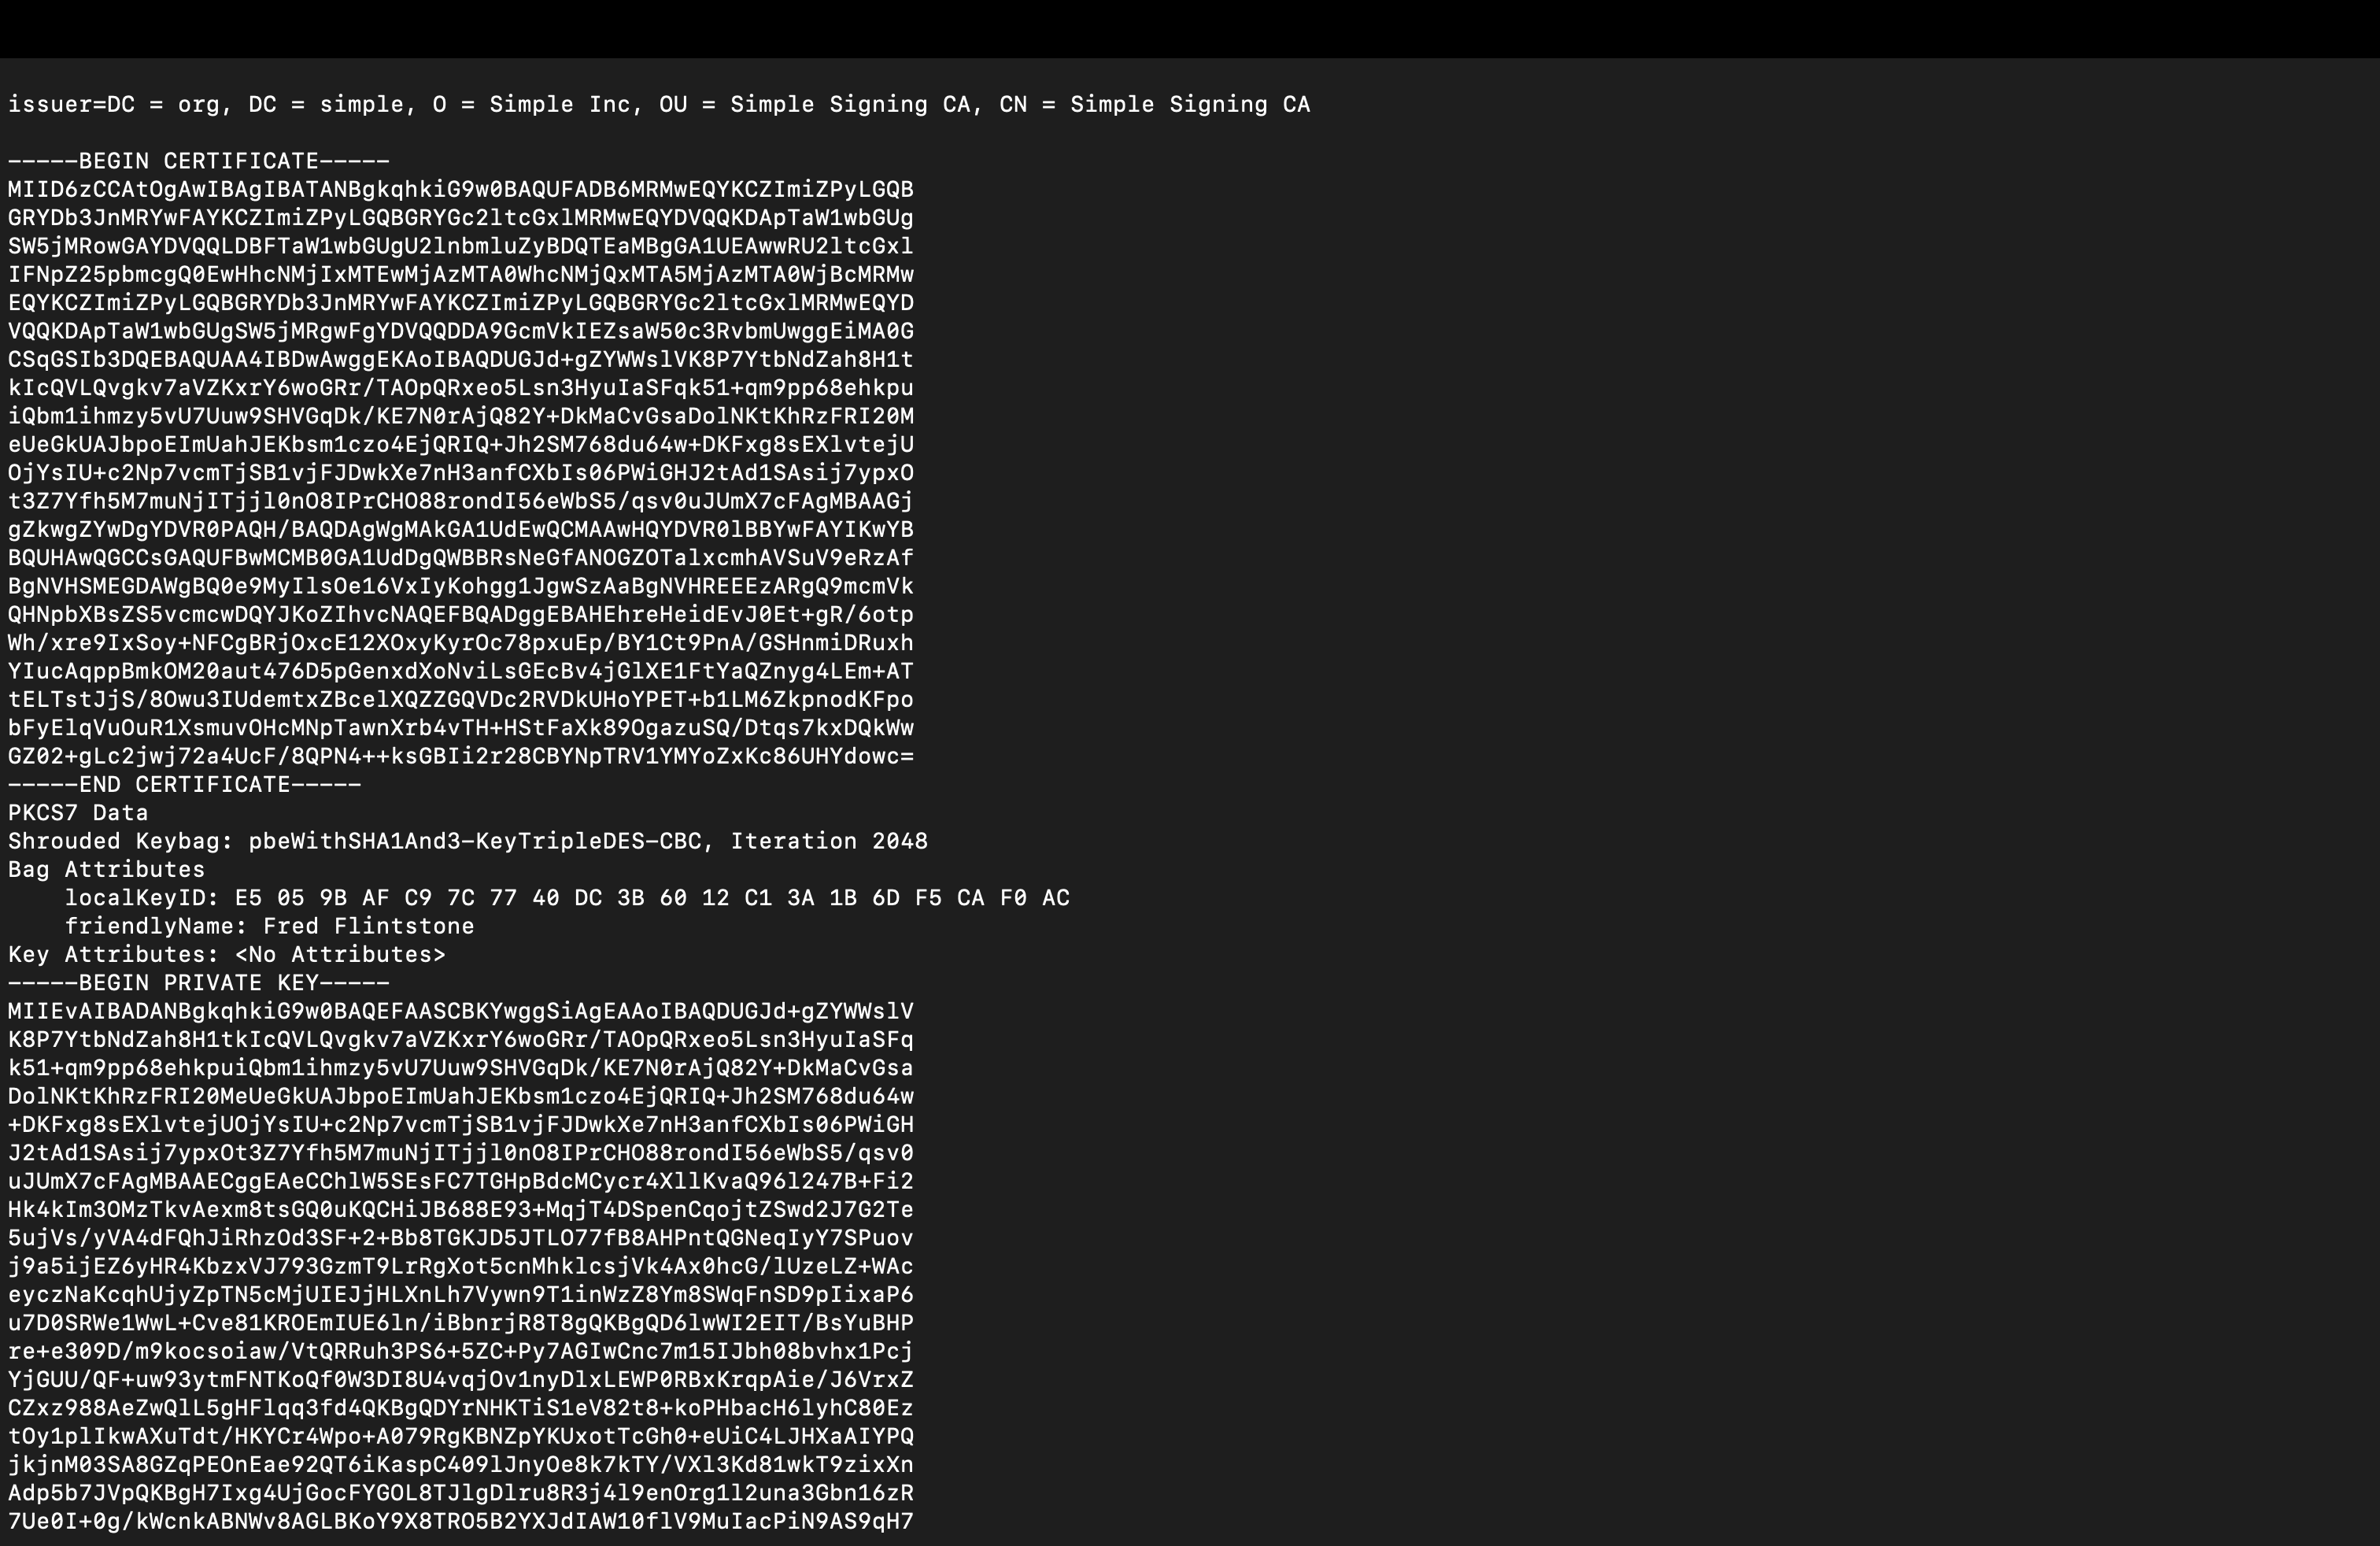 issuer=DC = org, DC = simple, O = Simple Inc, OU = Simple Signing CA, CN = Simple Signing CA
-----BEGIN CERTIFICATE-----
MIID6zCCAtOgAwIBAgIBATANBgkqhkiG9w0BAQUFADB6MRMwEQYKCZImiZPyLGQB
GRYDb3JnMRYwFAYKCZImiZPyLGQBGRYGc2ltcGxlMRMwEQYDVQQKDApTaW1wbGUg
SW5jMRowGAYDVQQLDBFTaW1wbGUgU2lnbmluZyBDQTEaMBgGA1UEAwwRU2ltcGxl
IFNpZ25pbmcgQ0EwHhcNMjIxMTEwMjAzMTA0WhcNMjQxMTA5MjAzMTA0WjBcMRMw
EQYKCZImiZPyLGQBGRYDb3JnMRYwFAYKCZImiZPyLGQBGRYGc2ltcGxlMRMwEQYD
VQQKDApTaW1wbGUgSW5jMRgwFgYDVQQDDA9GcmVkIEZsaW50c3RvbmUwggEiMA0G
CSqGSIb3DQEBAQUAA4IBDwAwggEKAoIBAQDUGJd+gZYWWslVK8P7YtbNdZah8H1t
kIcQVLQvgkv7aVZKxrY6woGRr/TAOpQRxeo5Lsn3HyuIaSFqk51+qm9pp68ehkpu
iQbm1ihmzy5vU7Uuw9SHVGqDk/KE7N0rAjQ82Y+DkMaCvGsaDolNKtKhRzFRI20M
eUeGkUAJbpoEImUahJEKbsm1czo4EjQRIQ+Jh2SM768du64w+DKFxg8sEXlvtejU
OjYsIU+c2Np7vcmTjSB1vjFJDwkXe7nH3anfCXbIs06PWiGHJ2tAd1SAsij7ypxO
t3Z7Yfh5M7muNjITjjl0nO8IPrCHO88rondI56eWbS5/qsv0uJUmX7cFAgMBAAGj
gZkwgZYwDgYDVR0PAQH/BAQDAgWgMAkGA1UdEwQCMAAwHQYDVR0lBBYwFAYIKwYB
BQUHAwQGCCsGAQUFBwMCMB0GA1UdDgQWBBRsNeGfANOGZOTalxcmhAVSuV9eRzAf
BgNVHSMEGDAWgBQ0e9MyIlsOe16VxIyKohgg1JgwSzAaBgNVHREEEzARgQ9mcmVk
QHNpbXBsZS5vcmcwDQYJKoZIhvcNAQEFBQADggEBAHEhreHeidEvJ0Et+gR/6otp
Wh/xre9IxSoy+NFCgBRjOxcE12XOxyKyrOc78pxuEp/BY1Ct9PnA/GSHnmiDRuxh
YIucAqppBmkOM20aut476D5pGenxdXoNviLsGEcBv4jGlXE1FtYaQZnyg4LEm+AT
tELTstJjS/8Owu3IUdemtxZBcelXQZZGQVDc2RVDkUHoYPET+b1LM6ZkpnodKFpo
bFyElqVuOuR1XsmuvOHcMNpTawnXrb4vTH+HStFaXk89OgazuSQ/Dtqs7kxDQkWw
GZ02+gLc2jwj72a4UcF/8QPN4++ksGBIi2r28CBYNpTRV1YMYoZxKc86UHYdowc=
-----END CERTIFICATE-----
PKCS7 Data
Shrouded Keybag: pbeWithSHA1And3-KeyTripleDES-CBC, Iteration 2048
Bag Attributes
    localKeyID: E5 05 9B AF C9 7C 77 40 DC 3B 60 12 C1 3A 1B 6D F5 CA F0 AC
    friendlyName: Fred Flintstone
Key Attributes: <No Attributes>
-----BEGIN PRIVATE KEY-----
MIIEvAIBADANBgkqhkiG9w0BAQEFAASCBKYwggSiAgEAAoIBAQDUGJd+gZYWWslV
K8P7YtbNdZah8H1tkIcQVLQvgkv7aVZKxrY6woGRr/TAOpQRxeo5Lsn3HyuIaSFq
k51+qm9pp68ehkpuiQbm1ihmzy5vU7Uuw9SHVGqDk/KE7N0rAjQ82Y+DkMaCvGsa
DolNKtKhRzFRI20MeUeGkUAJbpoEImUahJEKbsm1czo4EjQRIQ+Jh2SM768du64w
+DKFxg8sEXlvtejUOjYsIU+c2Np7vcmTjSB1vjFJDwkXe7nH3anfCXbIs06PWiGH
J2tAd1SAsij7ypxOt3Z7Yfh5M7muNjITjjl0nO8IPrCHO88rondI56eWbS5/qsv0
uJUmX7cFAgMBAAECggEAeCChlW5SEsFC7TGHpBdcMCycr4XllKvaQ96l247B+Fi2
Hk4kIm3OMzTkvAexm8tsGQ0uKQCHiJB688E93+MqjT4DSpenCqojtZSwd2J7G2Te
5ujVs/yVA4dFQhJiRhzOd3SF+2+Bb8TGKJD5JTLO77fB8AHPntQGNeqIyY7SPuov
j9a5ijEZ6yHR4KbzxVJ793GzmT9LrRgXot5cnMhklcsjVk4Ax0hcG/lUzeLZ+WAc
eyczNaKcqhUjyZpTN5cMjUIEJjHLXnLh7Vywn9T1inWzZ8Ym8SWqFnSD9pIixaP6
u7D0SRWe1WwL+Cve81KROEmIUE6ln/iBbnrjR8T8gQKBgQD6lwWI2EIT/BsYuBHP
re+e309D/m9kocsoiaw/VtQRRuh3PS6+5ZC+Py7AGIwCnc7m15IJbh08bvhx1Pcj
YjGUU/QF+uw93ytmFNTKoQf0W3DI8U4vqjOv1nyDlxLEWP0RBxKrqpAie/J6VrxZ
CZxz988AeZwQlL5gHFlqq3fd4QKBgQDYrNHKTiS1eV82t8+koPHbacH6lyhC80Ez
tOy1plIkwAXuTdt/HKYCr4Wpo+A079RgKBNZpYKUxotTcGh0+eUiC4LJHXaAIYPQ
jkjnM03SA8GZqPEOnEae92QT6iKaspC409lJnyOe8k7kTY/VXl3Kd81wkT9zixXn
Adp5b7JVpQKBgH7Ixg4UjGocFYGOL8TJlgDlru8R3j4l9enOrg1l2una3Gbn16zR
7Ue0I+0g/kWcnkABNWv8AGLBKoY9X8TRO5B2YXJdIAW10flV9MuIacPiN9AS9qH7